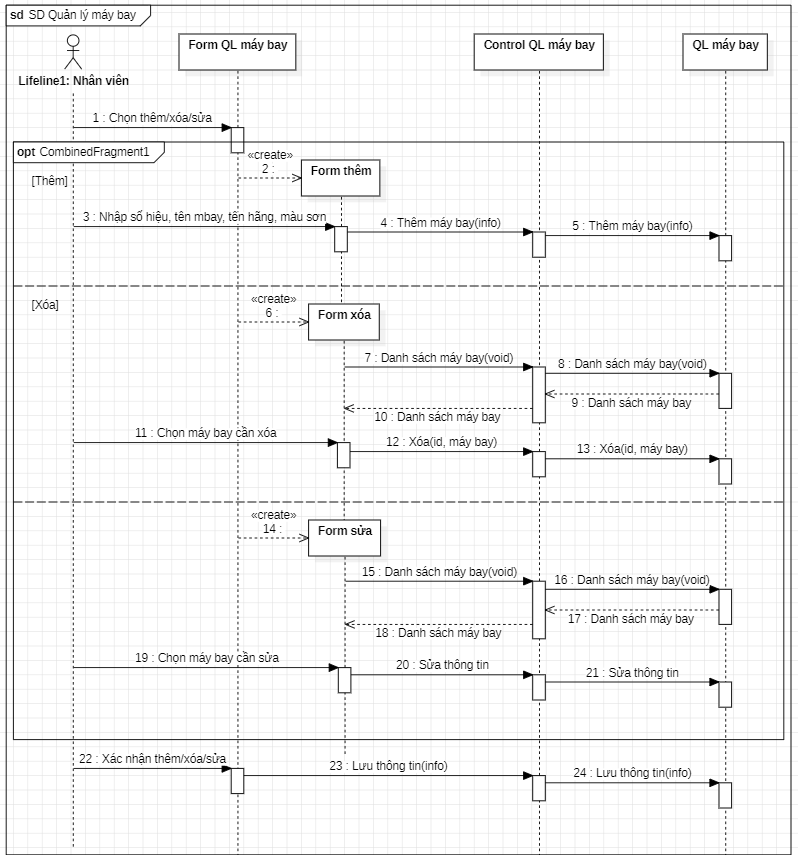 sd SD Quản lý máy bay
Form QL máy bay
Control QL máy bay
QL máy bay
Lifeline1: Nhân viên
1 : Chọn thêm/xóa/sửa
opt CombinedFragment1
[Thêm]
«create»
2 :
Form thêm
3 : Nhập số hiệu, tên mbay, tên hãng, màu sơn
4 : Thêm máy bay(info)
5 : Thêm máy bay(info)
[Xóa]
«create»
6 :
Form xóa
7 : Danh sách máy bay(void)
8 : Danh sách máy bay(void)
9 : Danh sách máy bay
10 : Danh sách máy bay
11 : Chọn máy bay cần xóa
12 : Xóa(id, máy bay)
13 : Xóa(id, máy bay)
«create»
14 :
Form sửa
15 : Danh sách máy bay(void)
16 : Danh sách máy bay(void)
17 : Danh sách máy bay
18 : Danh sách máy bay
19 : Chọn máy bay cần sửa
20 : Sửa thông tin
21 : Sửa thông tin
22 : Xác nhận thêm/xóa/sửa
23 : Lưu thông tin(info)
24 : Lưu thông tin(info)